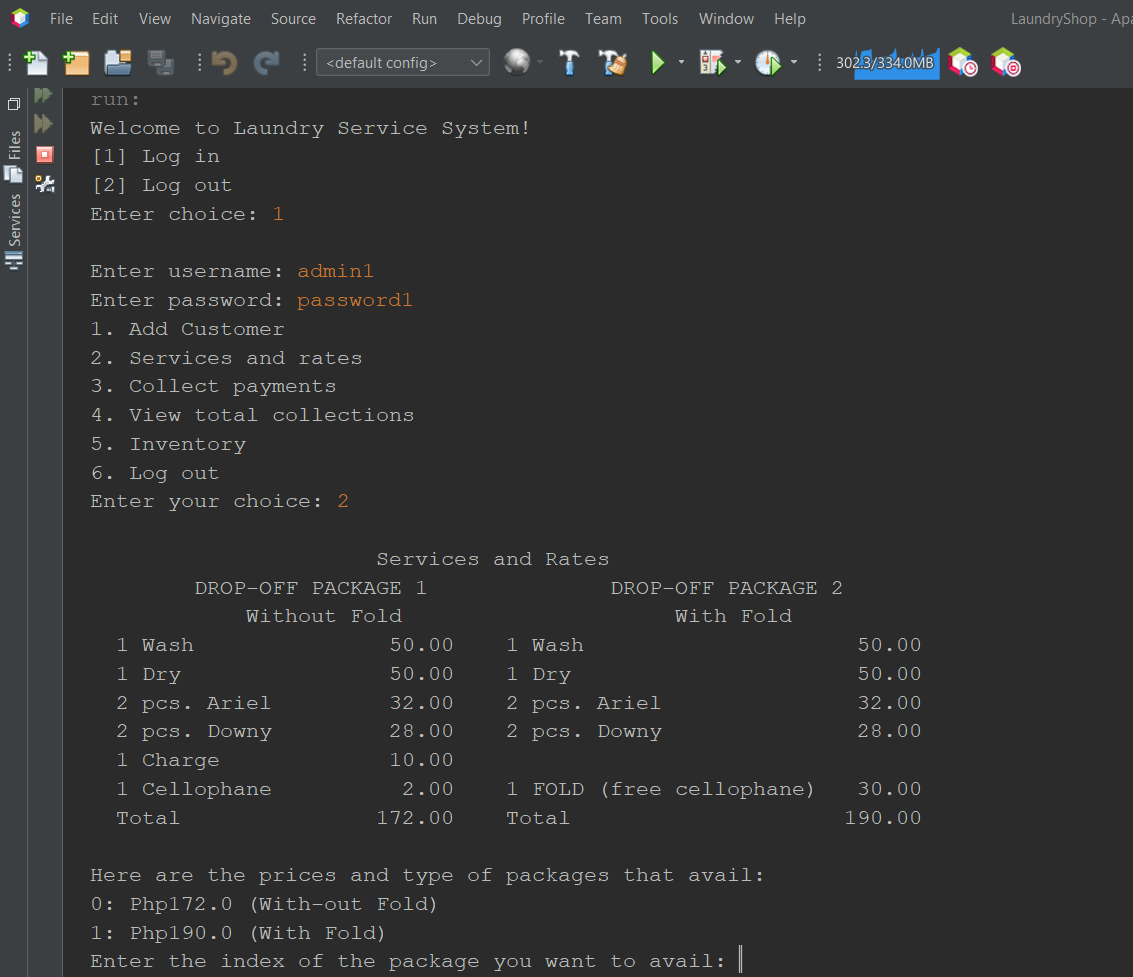 File Edit View Navigate Source Refactor Run Debug Profile Team Tools Window Help LaundryShop - Apa
<default config> 302.3/334.0MB
Files
Services
run:
Welcome to Laundry Service System!
[1] Log in
[2] Log out
Enter choice: 1
Enter username: admin1
Enter password: password1
1. Add Customer
2. Services and rates
3. Collect payments
4. View total collections
5. Inventory
6. Log out
Enter your choice: 2
Services and Rates
DROP-OFF PACKAGE 1 DROP-OFF PACKAGE 2
Without Fold With Fold
1 Wash 50.00 1 Wash 50.00
1 Dry 50.00 1 Dry 50.00
2 pcs. Ariel 32.00 2 pcs. Ariel 32.00
2 pcs. Downy 28.00 2 pcs. Downy 28.00
1 Charge 10.00
1 Cellophane 2.00 1 FOLD (free cellophane) 30.00
Total 172.00 Total 190.00
Here are the prices and type of packages that avail:
0: Php172.0 (With-out Fold)
1: Php190.0 (With Fold)
Enter the index of the package you want to avail: